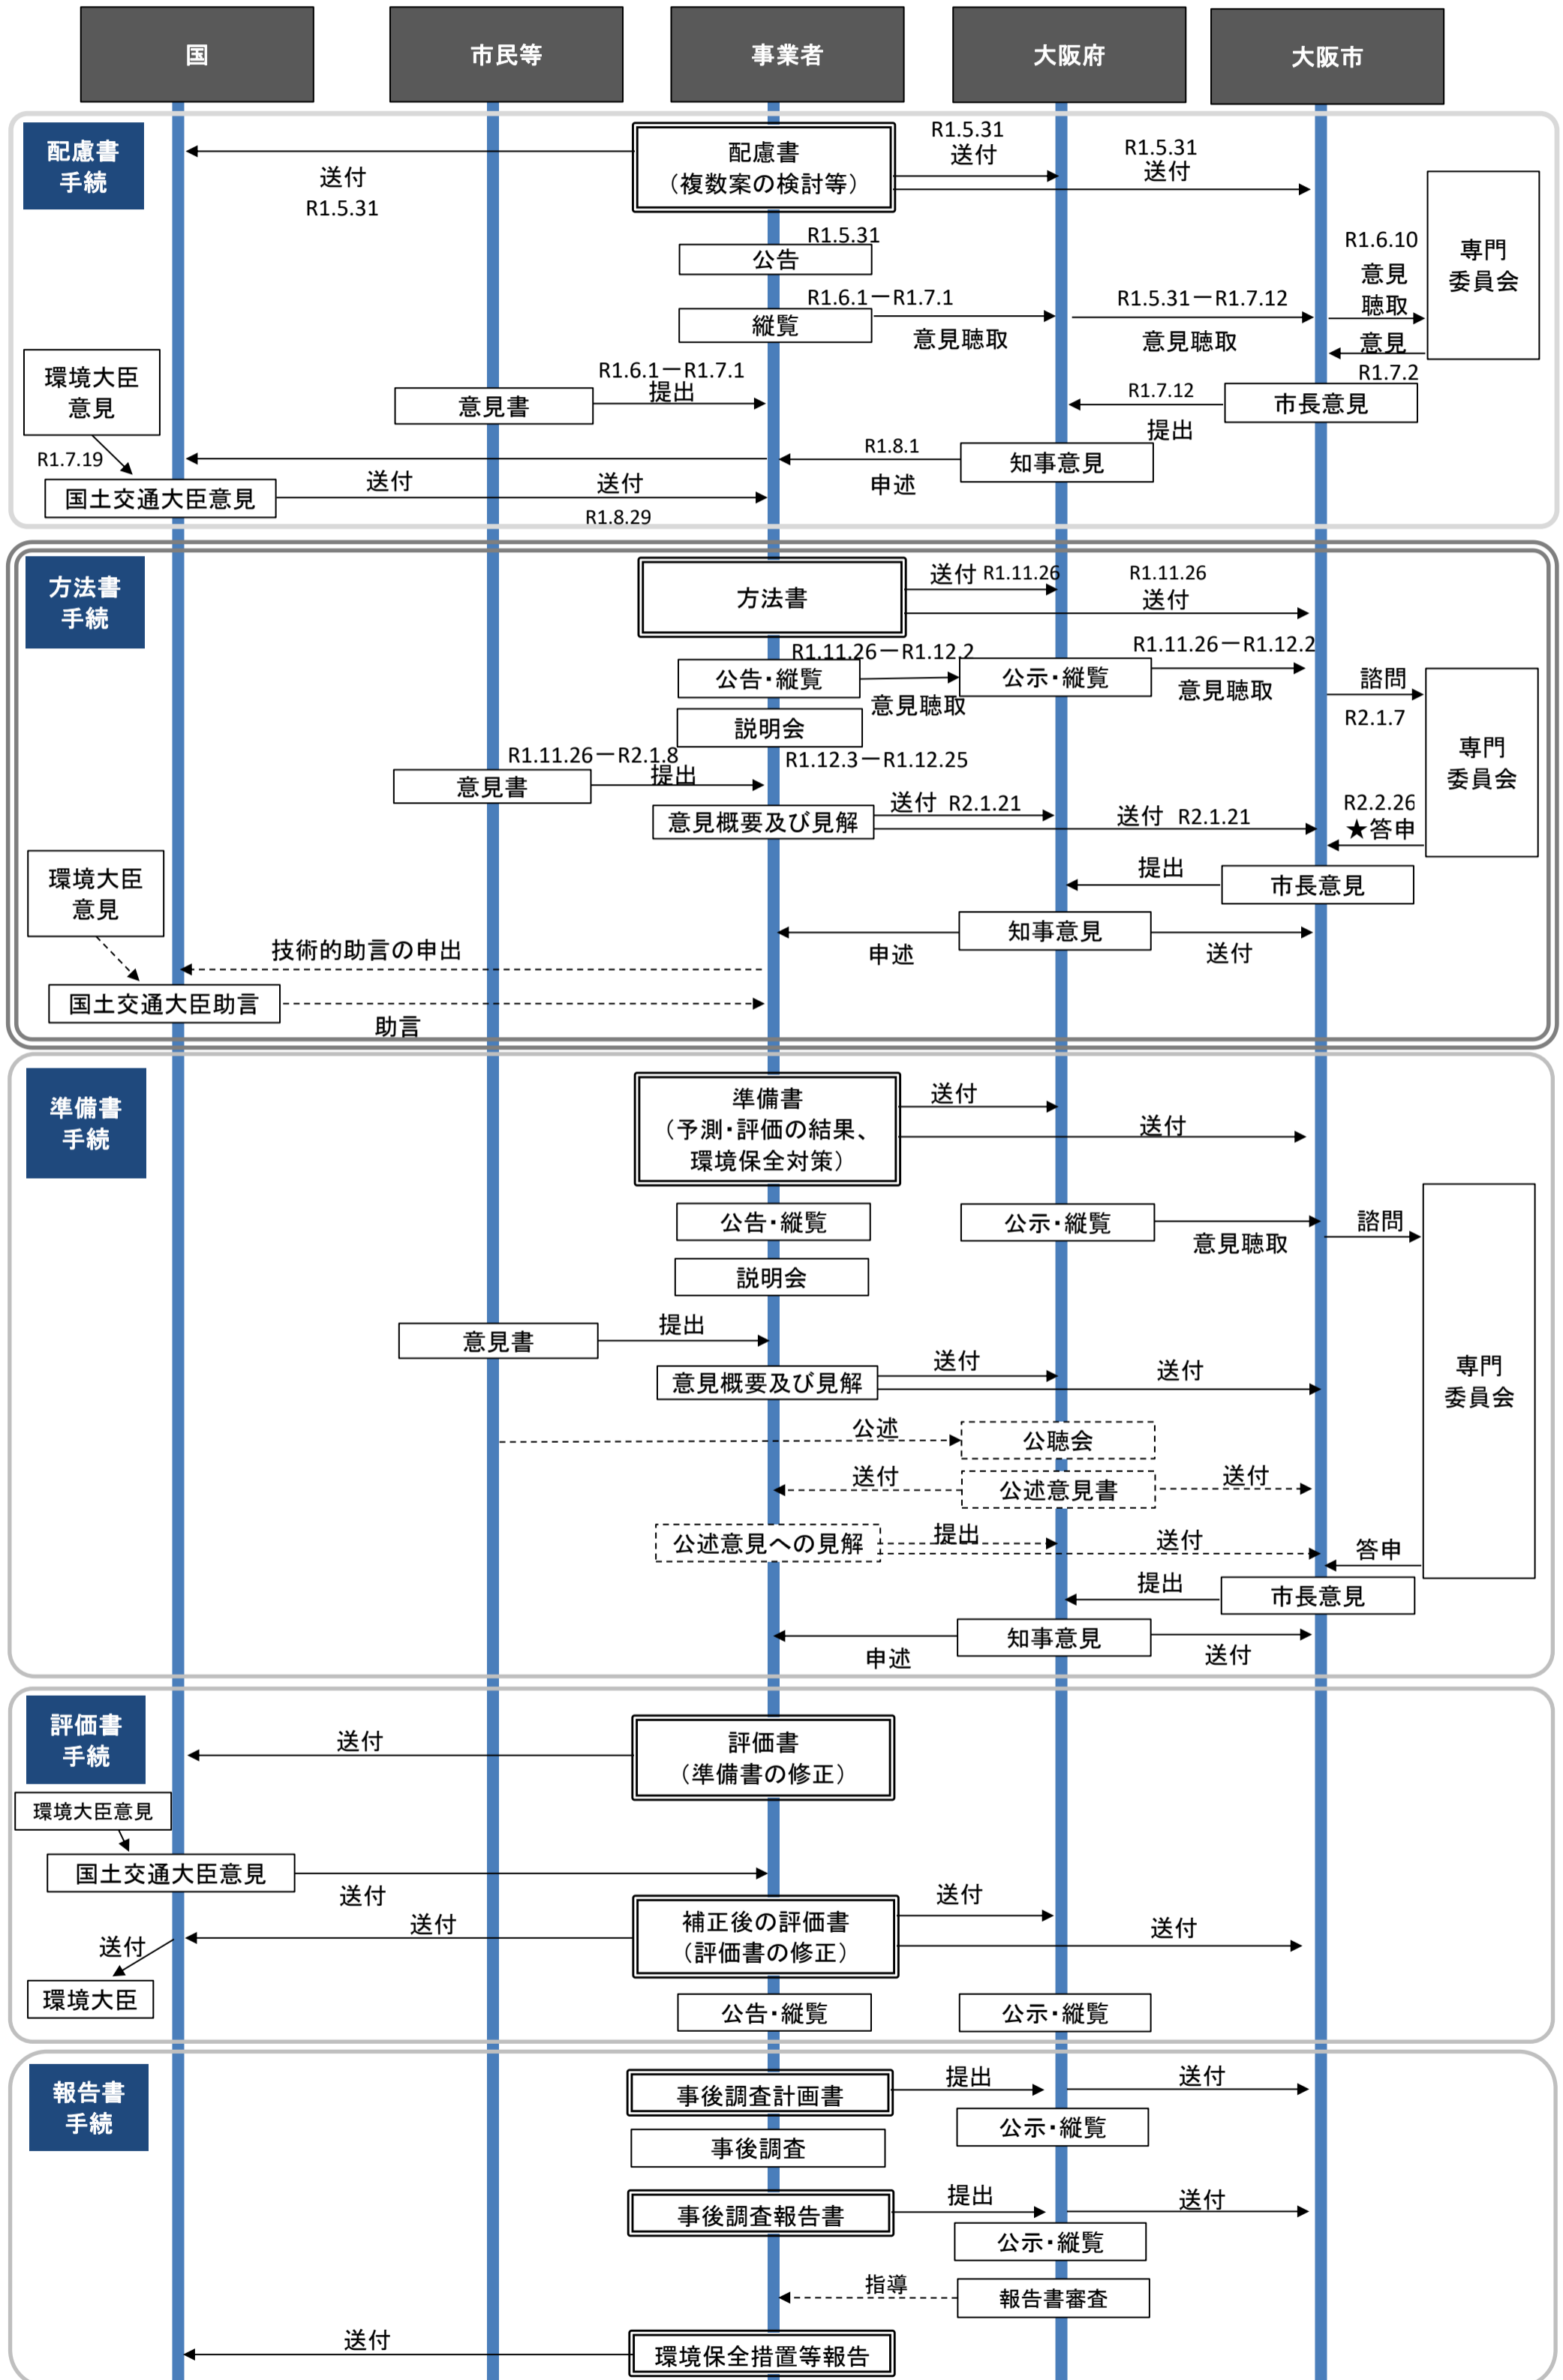 国
市民等
事業者
大阪府
大阪市
配慮書
手続
配慮書
（複数案の検討等）
R1.5.31
送付
R1.5.31
送付
送付
R1.5.31
R1.5.31
公告
R1.6.10
意見
聴取
専門
委員会
R1.6.1－R1.7.1
縦覧
意見聴取
R1.5.31－R1.7.12
意見聴取
意見
R1.7.2
環境大臣
意見
R1.6.1－R1.7.1
提出
意見書
R1.7.12
市長意見
提出
R1.7.19
R1.8.1
知事意見
申述
国土交通大臣意見
送付
送付
R1.8.29
方法書
手続
方法書
送付 R1.11.26
R1.11.26
送付
R1.11.26－R1.12.2
公告・縦覧
意見聴取
公示・縦覧
R1.11.26－R1.12.2
意見聴取
諮問
R2.1.7
専門
委員会
説明会
R1.12.3－R1.12.25
R1.11.26－R2.1.8
提出
意見書
意見概要及び見解
送付 R2.1.21
送付 R2.1.21
R2.2.26
★答申
環境大臣
意見
提出
市長意見
知事意見
申述
送付
技術的助言の申出
国土交通大臣助言
助言
準備書
手続
準備書
（予測・評価の結果、
環境保全対策）
送付
送付
公告・縦覧
公示・縦覧
意見聴取
諮問
専門
委員会
説明会
意見書
提出
意見概要及び見解
送付
送付
公述
公聴会
送付
公述意見書
送付
公述意見への見解
提出
送付
答申
提出
市長意見
知事意見
申述
送付
評価書
手続
送付
評価書
（準備書の修正）
環境大臣意見
国土交通大臣意見
送付
補正後の評価書
（評価書の修正）
送付
送付
送付
送付
環境大臣
公告・縦覧
公示・縦覧
報告書
手続
事後調査計画書
提出
送付
公示・縦覧
事後調査
事後調査報告書
提出
送付
公示・縦覧
指導
報告書審査
送付
環境保全措置等報告